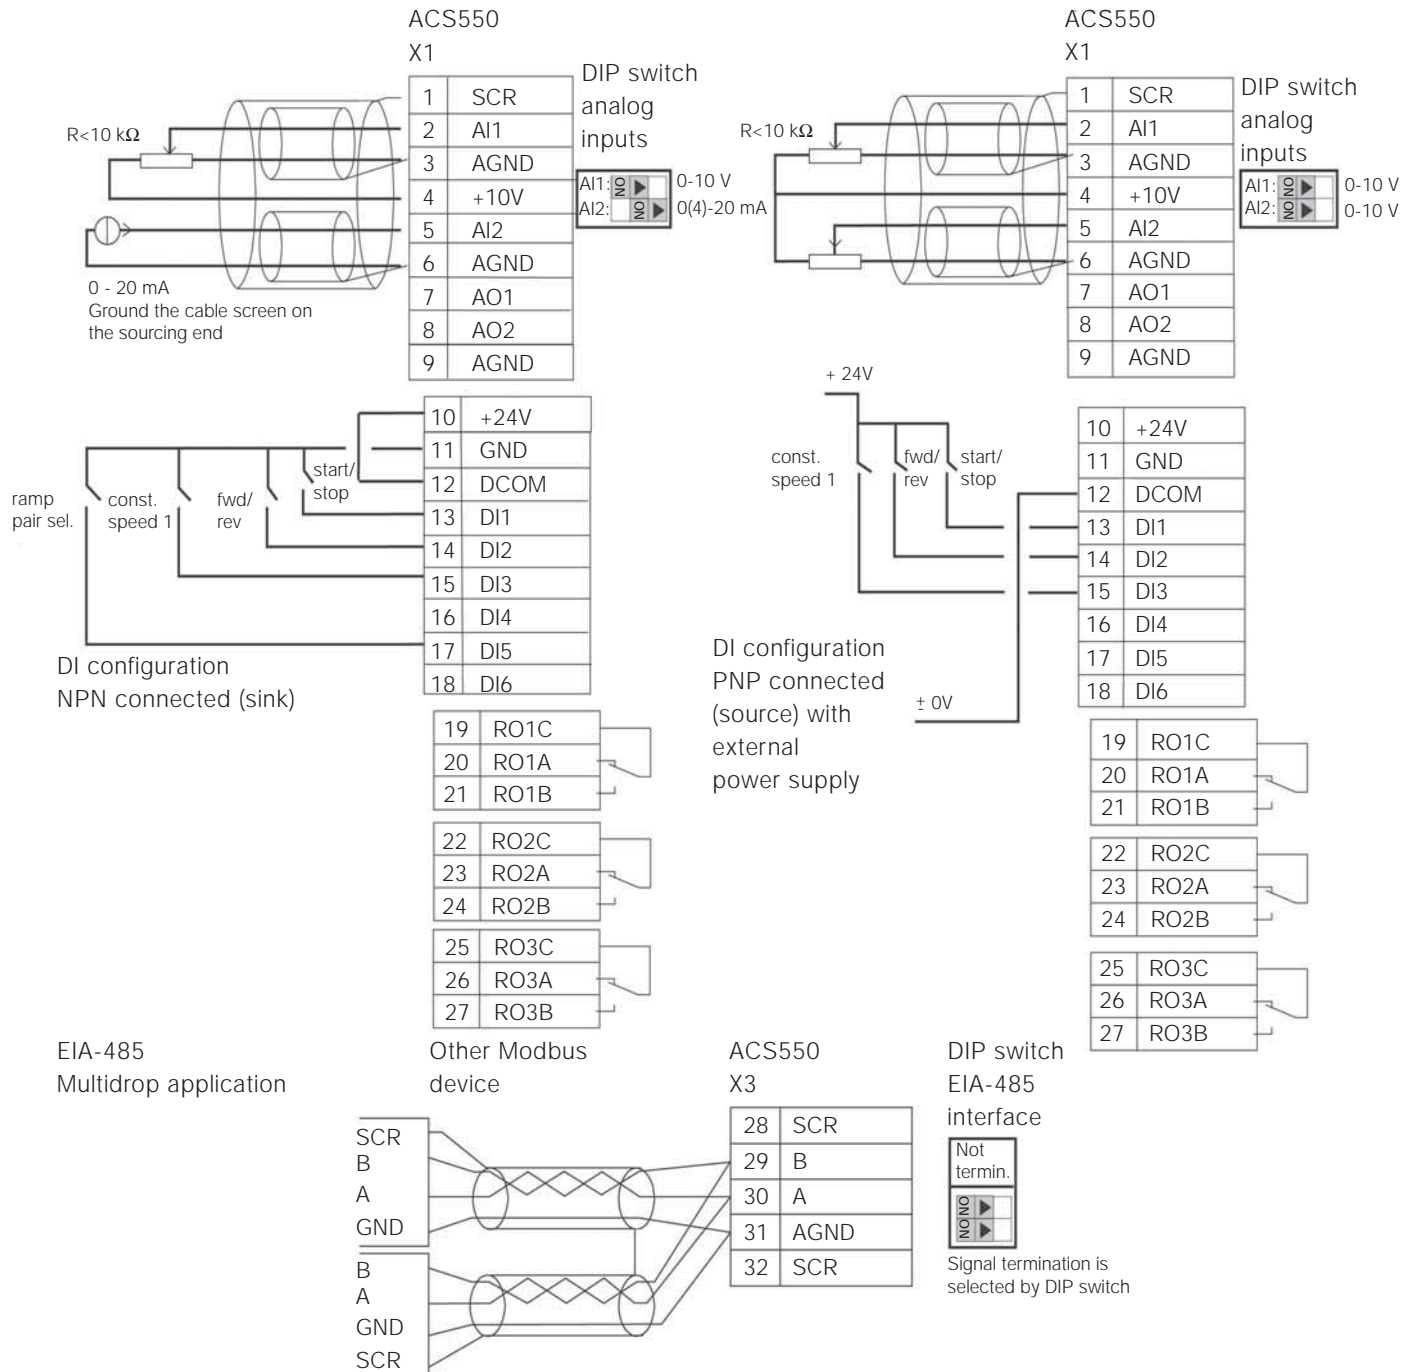 ACS550
X1
DIP switch
analog
inputs
1 SCR
2 AI1
3 AGND
4 +10V
5 AI2
6 AGND
7 AO1
8 AO2
9 AGND
R<10 kΩ
AI1: ON 0-10 V
AI2: ON 0(4)-20 mA
0 - 20 mA
Ground the cable screen on
the sourcing end
10 +24V
11 GND
12 DCOM
13 DI1
14 DI2
15 DI3
16 DI4
17 DI5
18 DI6
ramp
pair sel.
const.
speed 1
fwd/
rev
start/
stop
DI configuration
NPN connected (sink)
19 RO1C
20 RO1A
21 RO1B
22 RO2C
23 RO2A
24 RO2B
25 RO3C
26 RO3A
27 RO3B
ACS550
X1
DIP switch
analog
inputs
1 SCR
2 AI1
3 AGND
4 +10V
5 AI2
6 AGND
7 AO1
8 AO2
9 AGND
R<10 kΩ
AI1: ON 0-10 V
AI2: ON 0-10 V
+ 24V
const.
speed 1
fwd/
rev
start/
stop
10 +24V
11 GND
12 DCOM
13 DI1
14 DI2
15 DI3
16 DI4
17 DI5
18 DI6
DI configuration
PNP connected
(source) with
external
power supply
± 0V
19 RO1C
20 RO1A
21 RO1B
22 RO2C
23 RO2A
24 RO2B
25 RO3C
26 RO3A
27 RO3B
EIA-485
Multidrop application
Other Modbus
device
ACS550
X3
DIP switch
EIA-485
interface
SCR
B
A
GND
B
A
GND
SCR
28 SCR
29 B
30 A
31 AGND
32 SCR
Not
termin.
ON
ON
Signal termination is
selected by DIP switch